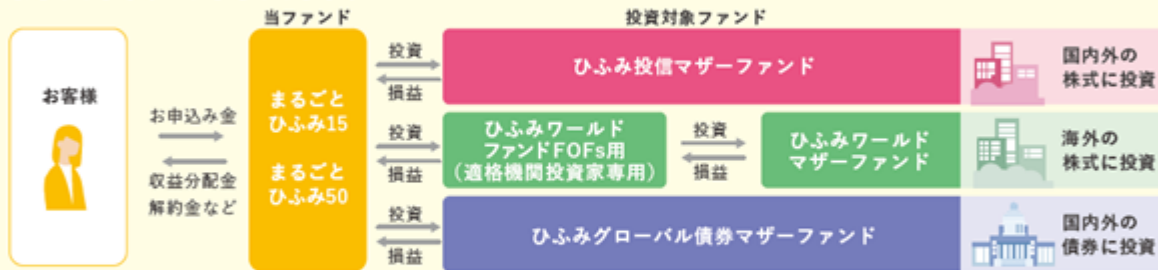 当ファンド
投資対象ファンド
お客様
お申込み金
収益分配金
解約金など
まるごと
ひふみ15
まるごと
ひふみ50
投資
損益
ひふみ投信マザーファンド
国内外の
株式に投資
投資
損益
ひふみワールド
ファンドFOFs用
（適格機関投資家専用）
投資
損益
ひふみワールド
マザーファンド
海外の
株式に投資
投資
損益
ひふみグローバル債券マザーファンド
国内外の
債券に投資